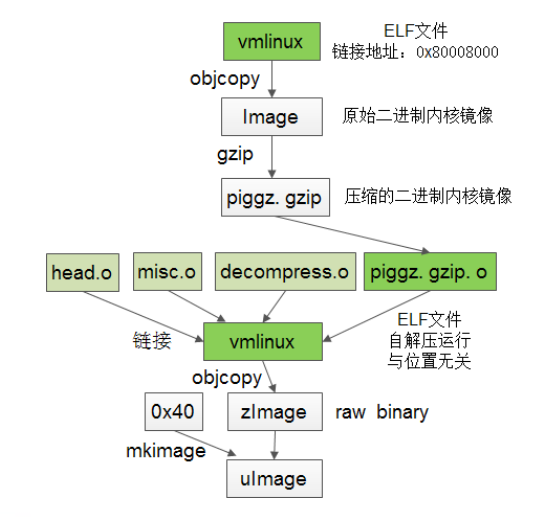 vmlinux
ELF文件
链接地址：0x80008000
objcopy
Image
原始二进制内核镜像
gzip
piggz. gzip
压缩的二进制内核镜像
head.o
misc.o
decompress.o
piggz. gzip. o
链接
vmlinux
ELF文件
自解压运行
与位置无关
objcopy
0x40
zImage
raw binary
mkimage
uImage